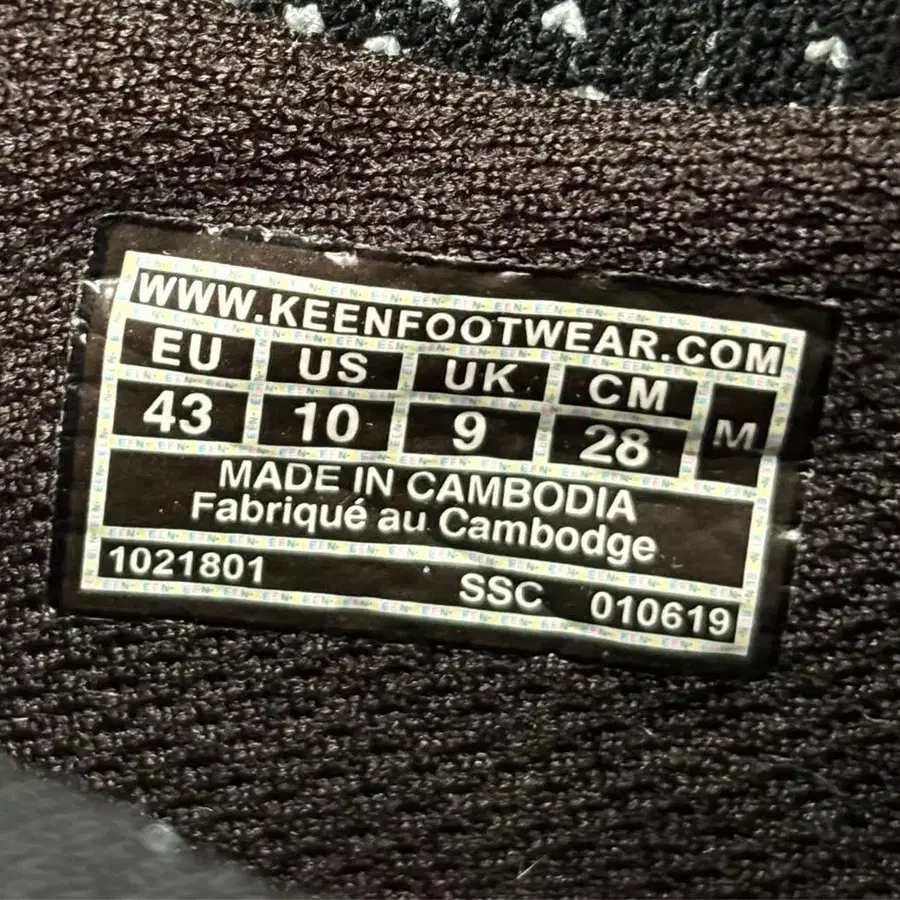 WWW.KEENFOOTWEAR.COM
EU US UK CM M
43 10 9 28
MADE IN CAMBODIA
Fabriqué au Cambodge
1021801 SSC 010619